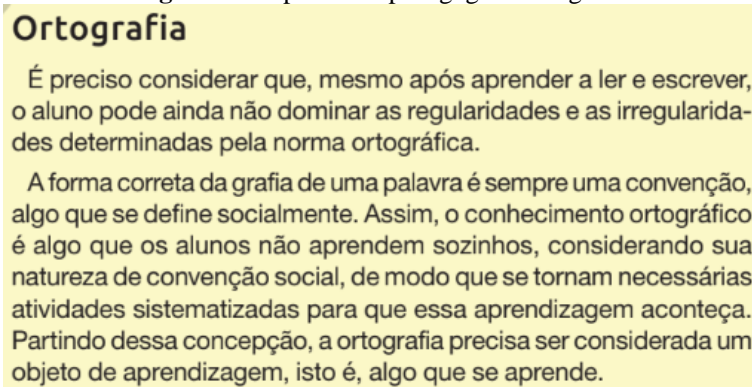 Ortografia
É preciso considerar que, mesmo após aprender a ler e escrever,
o aluno pode ainda não dominar as regularidades e as irregularida-
des determinadas pela norma ortográfica.
A forma correta da grafia de uma palavra é sempre uma convenção,
algo que se define socialmente. Assim, o conhecimento ortográfico
é algo que os alunos não aprendem sozinhos, considerando sua
natureza de convenção social, de modo que se tornam necessárias
atividades sistematizadas para que essa aprendizagem aconteça.
Partindo dessa concepção, a ortografia precisa ser considerada um
objeto de aprendizagem, isto é, algo que se aprende.